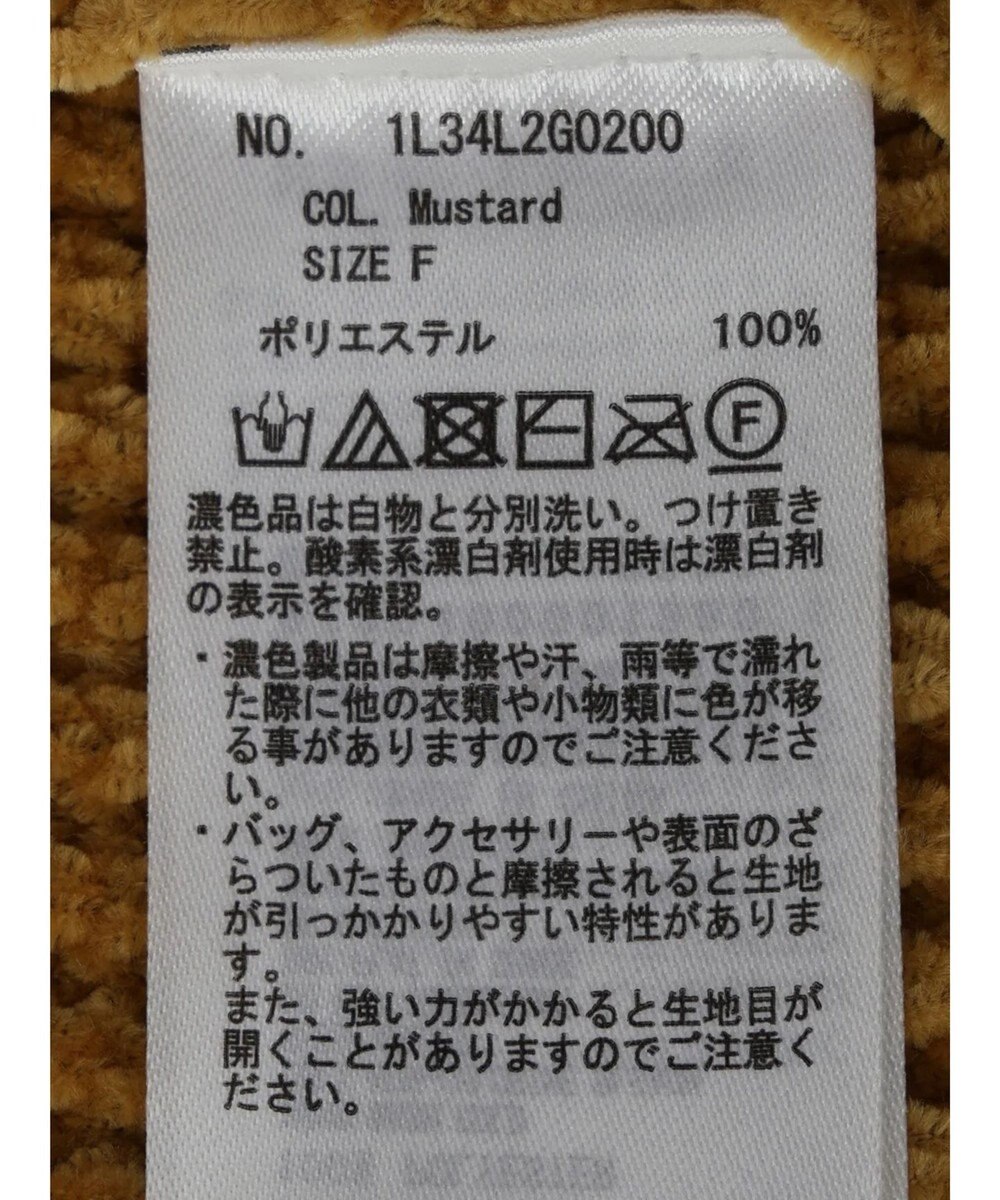 NO. 1L34L2G0200
COL. Mustard
SIZE F
ポリエステル 100%
F
濃色品は白物と分別洗い。つけ置き
禁止。酸素系漂白剤使用時は漂白剤
の表示を確認。
・濃色製品は摩擦や汗、雨等で濡れ
た際に他の衣類や小物類に色が移
る事がありますのでご注意くださ
い。
・バッグ、アクセサリーや表面のざ
らついたものと摩擦されると生地
が引っかかりやすい特性がありま
す。
また、強い力がかかると生地目が
開くことがありますのでご注意く
ださい。